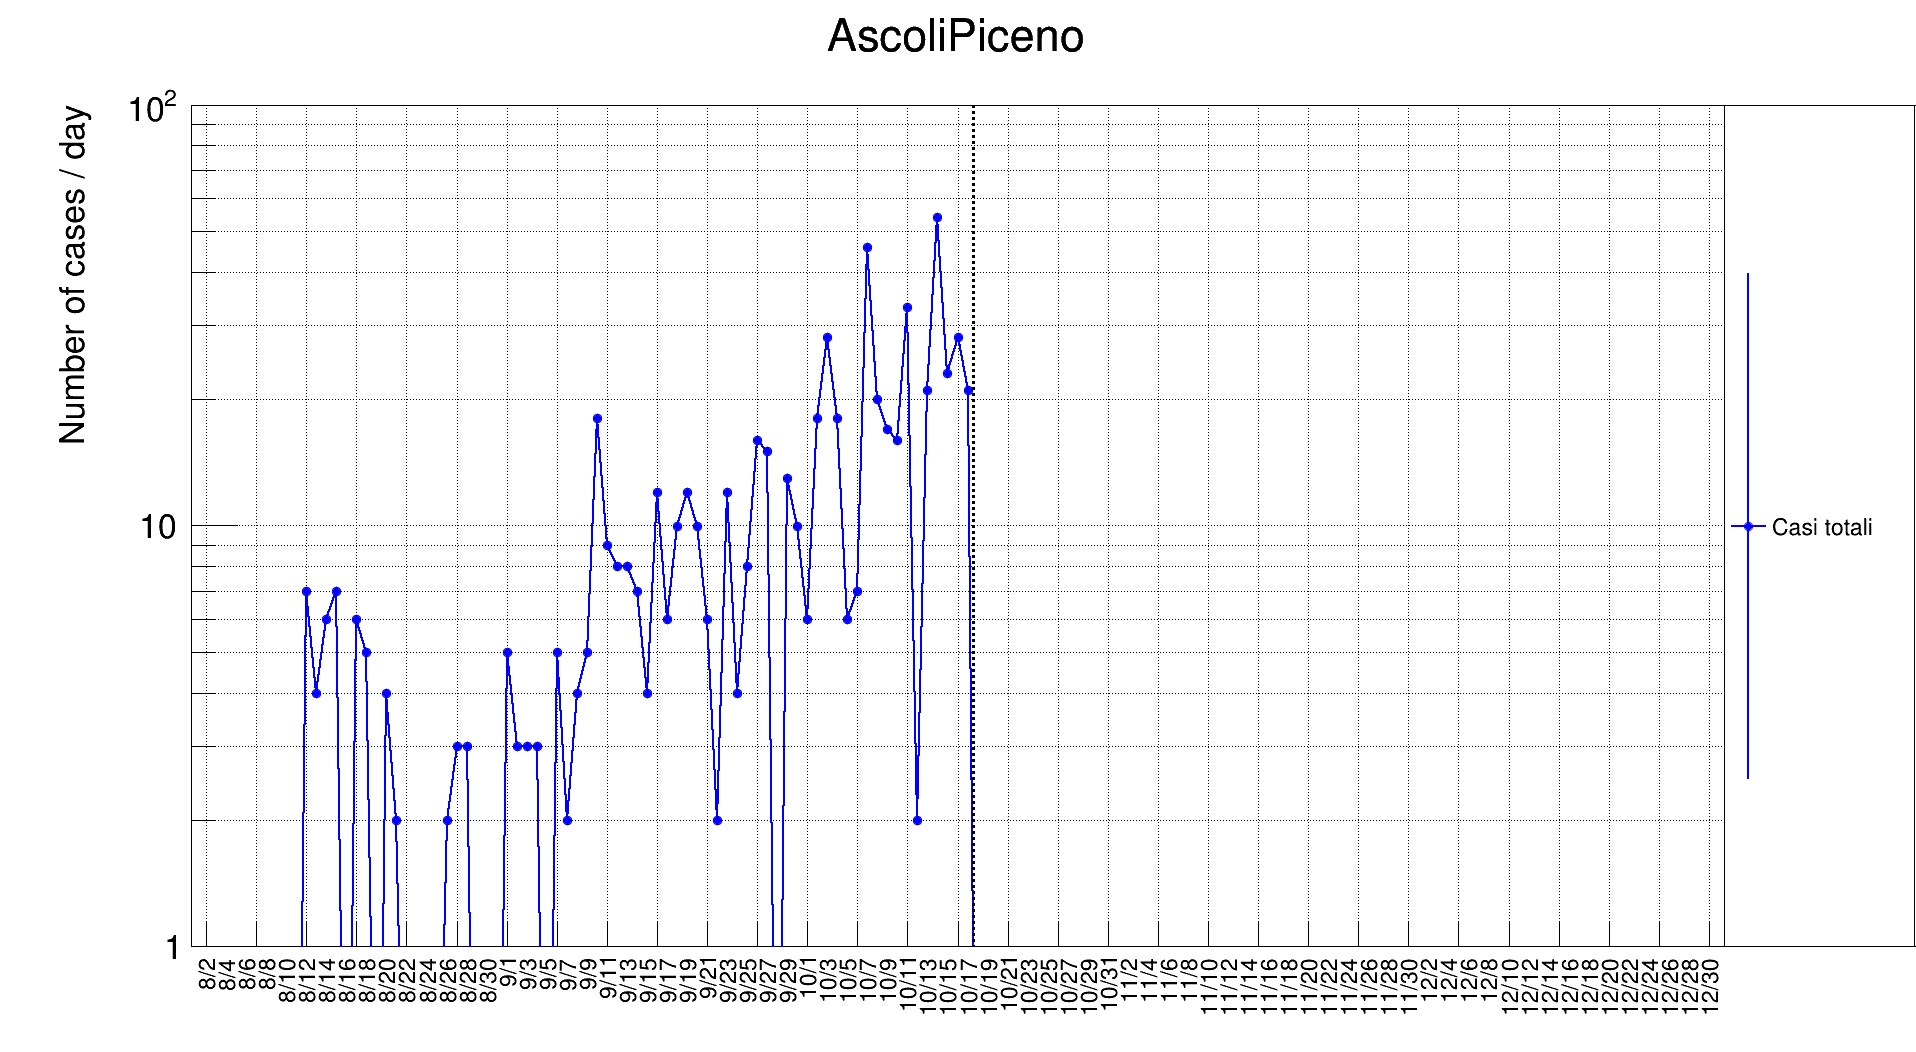 AscoliPiceno
Number of cases / day
10²
10
1
8/2 8/4 8/6 8/8 8/10 8/12 8/14 8/16 8/18 8/20 8/22 8/24 8/26 8/28 8/30 9/1 9/3 9/5 9/7 9/9 9/11 9/13 9/15 9/17 9/19 9/21 9/23 9/25 9/27 9/29 10/1 10/3 10/5 10/7 10/9 10/11 10/13 10/15 10/17 10/19 10/21 10/23 10/25 10/27 10/29 10/31 11/2 11/4 11/6 11/8 11/10 11/12 11/14 11/16 11/18 11/20 11/22 11/24 11/26 11/28 11/30 12/2 12/4 12/6 12/8 12/10 12/12 12/14 12/16 12/18 12/20 12/22 12/24 12/26 12/28 12/30
Casi totali